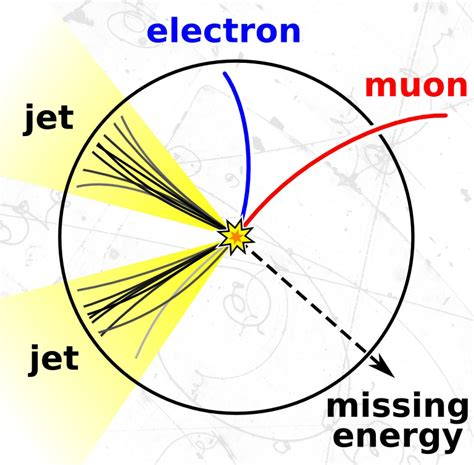 electron
muon
jet
jet
missing
energy